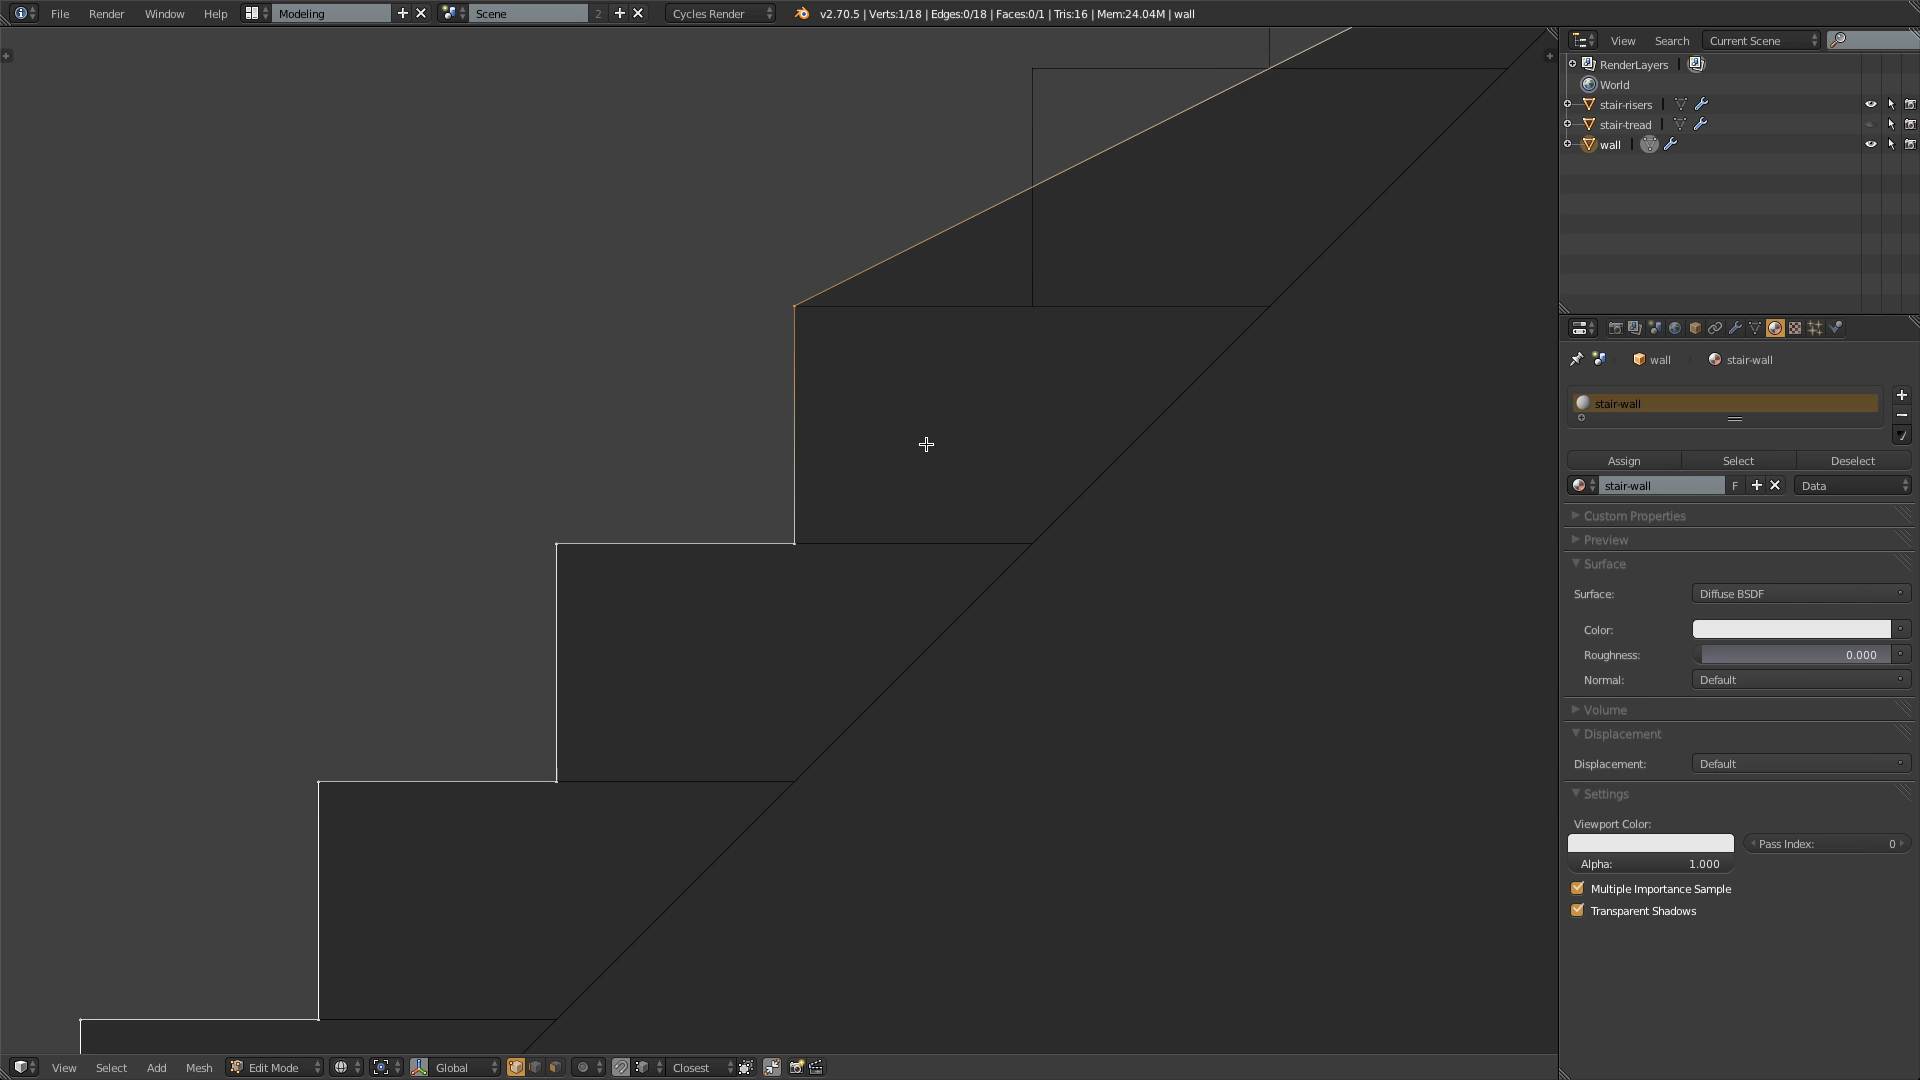 File Render Window Help Modeling Scene 2 Cycles Render v2.70.5 | Verts:1/18 | Edges:0/18 | Faces:0/1 | Tris:16 | Mem:24.04M | wall
View Search Current Scene
RenderLayers
World
stair-risers
stair-tread
wall
wall stair-wall
stair-wall
Assign Select Deselect
stair-wall F Data
Custom Properties
Preview
Surface
Surface: Diffuse BSDF
Color:
Roughness: 0.000
Normal: Default
Volume
Displacement
Displacement: Default
Settings
Viewport Color:
Pass Index: 0
Alpha: 1.000
Multiple Importance Sample
Transparent Shadows
View Select Add Mesh Edit Mode Global Closest